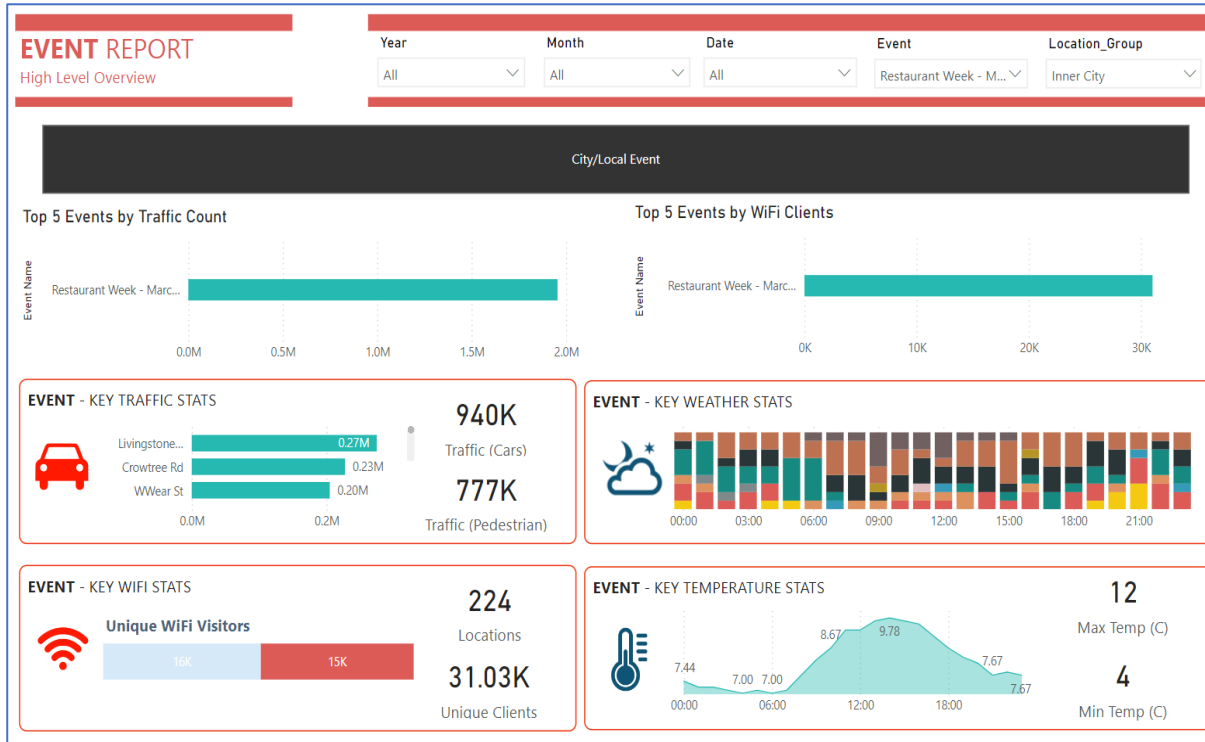 EVENT REPORT
High Level Overview
Year
Month
Date
Event
Location_Group
All
All
All
Restaurant Week - M...
Inner City
City/Local Event
Top 5 Events by Traffic Count
Event Name
Restaurant Week - Marc...
0.0M
0.5M
1.0M
1.5M
2.0M
Top 5 Events by WiFi Clients
Event Name
Restaurant Week - Marc...
0K
10K
20K
30K
EVENT - KEY TRAFFIC STATS
Livingstone...
0.27M
Crowtree Rd
0.23M
WWear St
0.20M
0.0M
0.2M
940K
Traffic (Cars)
777K
Traffic (Pedestrian)
EVENT - KEY WEATHER STATS
00:00
03:00
06:00
09:00
12:00
15:00
18:00
21:00
EVENT - KEY WIFI STATS
Unique WiFi Visitors
16K
15K
224
Locations
31.03K
Unique Clients
EVENT - KEY TEMPERATURE STATS
7.44
7.00
7.00
8.67
9.78
7.67
7.67
00:00
06:00
12:00
18:00
12
Max Temp (C)
4
Min Temp (C)